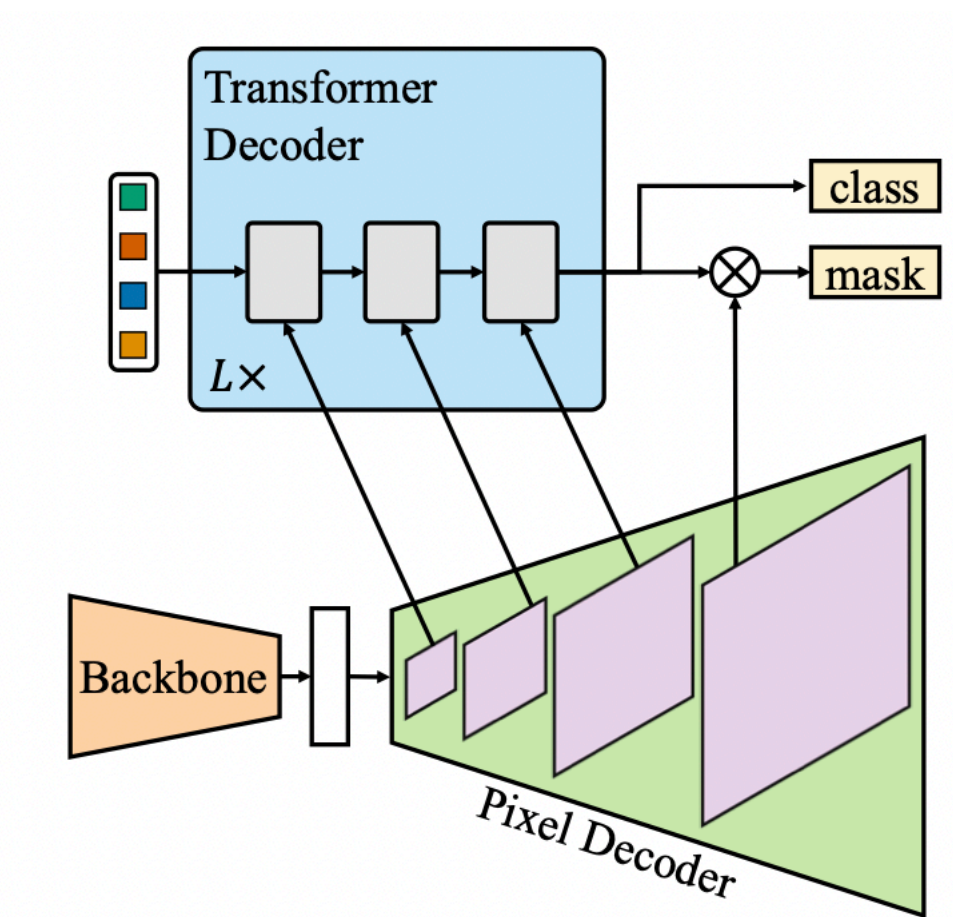 Transformer
Decoder
class
mask
L×
Backbone
Pixel Decoder